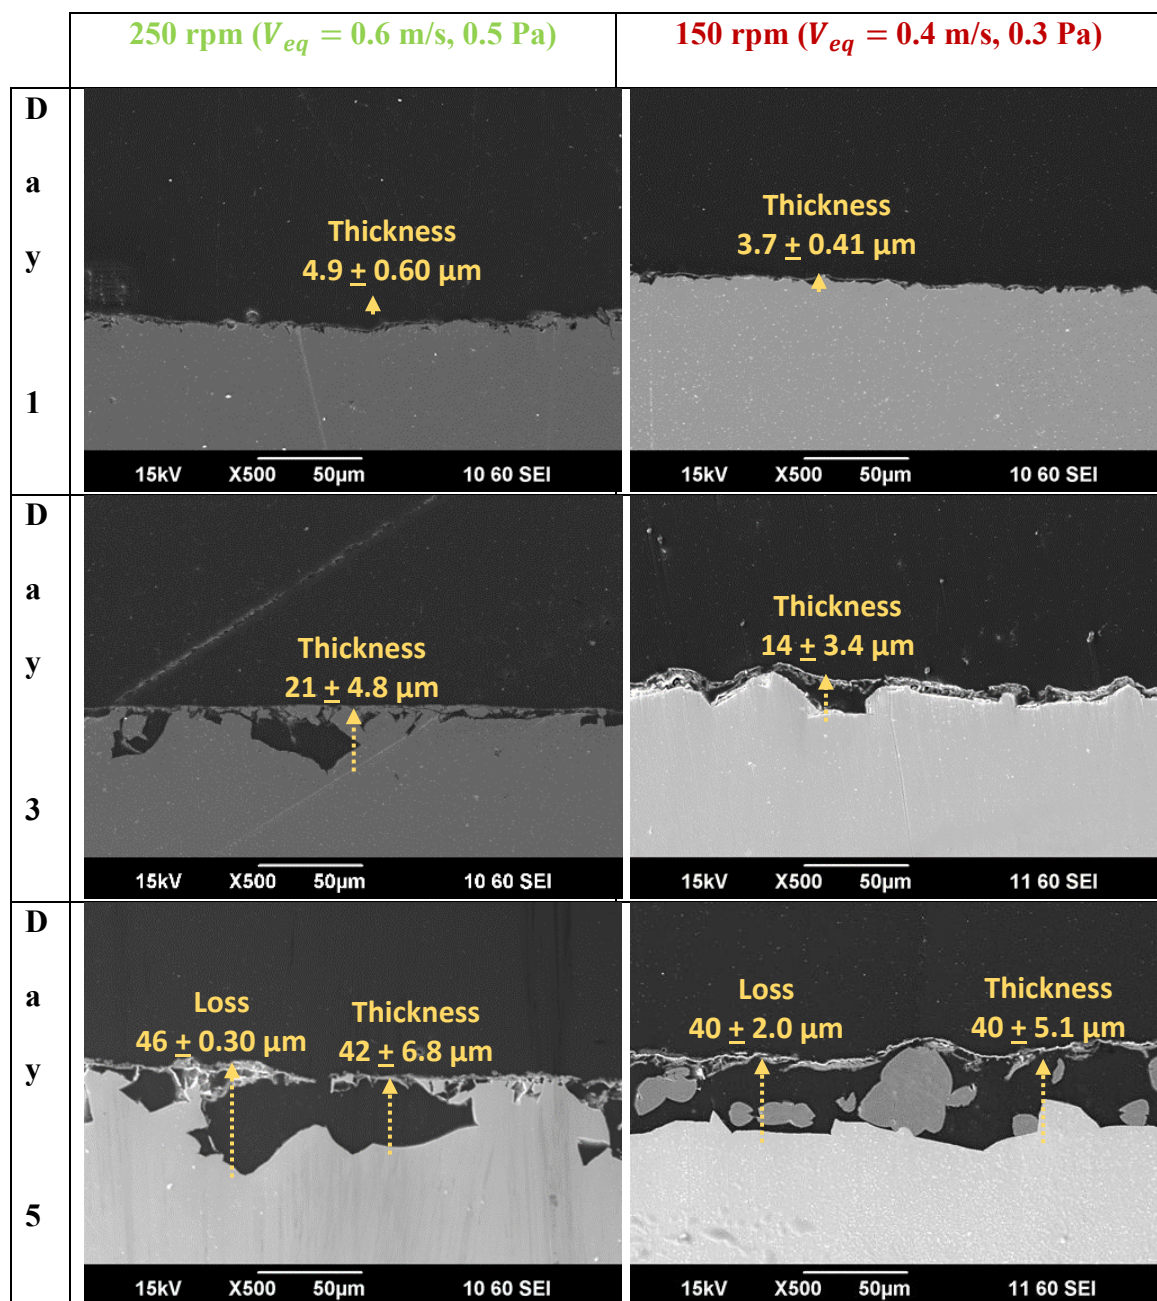 250 rpm (V_eq = 0.6 m/s, 0.5 Pa)
150 rpm (V_eq = 0.4 m/s, 0.3 Pa)
D
a
y
1
Thickness
4.9 ± 0.60 µm
15kV X500 50µm 10 60 SEI
Thickness
3.7 ± 0.41 µm
15kV X500 50µm 10 60 SEI
D
a
y
3
Thickness
21 ± 4.8 µm
15kV X500 50µm 10 60 SEI
Thickness
14 ± 3.4 µm
15kV X500 50µm 11 60 SEI
D
a
y
5
Loss
46 ± 0.30 µm
Thickness
42 ± 6.8 µm
15kV X500 50µm 10 60 SEI
Loss
40 ± 2.0 µm
Thickness
40 ± 5.1 µm
15kV X500 50µm 11 60 SEI